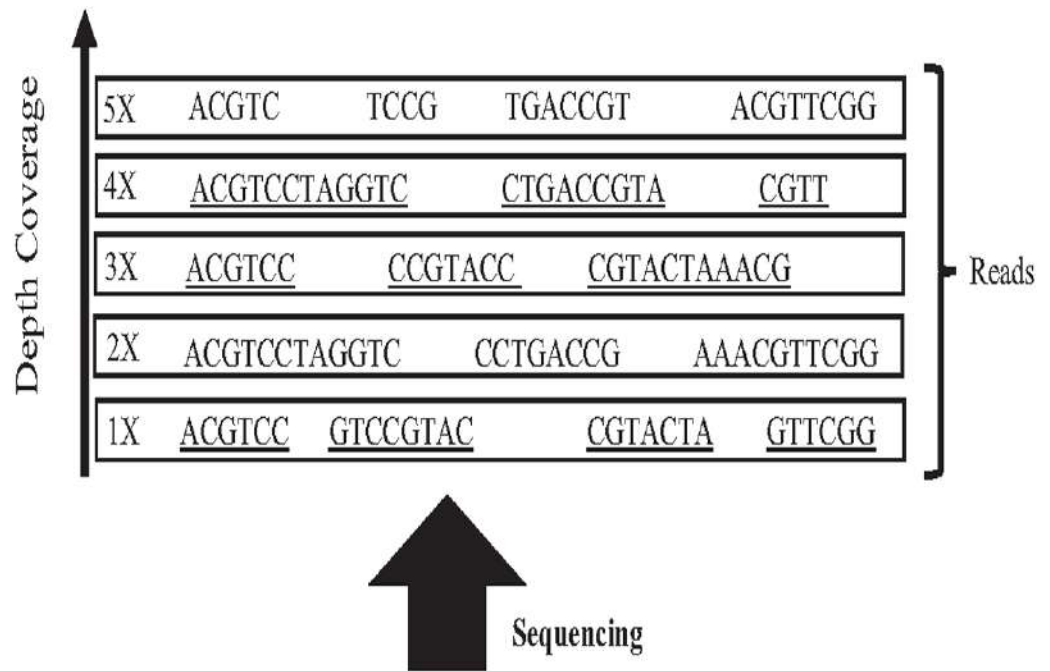 Depth Coverage
5X ACGTC TCCG TGACCGT ACGTTCGG
4X ACGTCCTAGGTC CTGACCGTA CGTT
3X ACGTCC CCGTACC CGTACTAAACG
2X ACGTCCTAGGTC CCTGACCG AAACGTTCGG
1X ACGTCC GTCCGTAC CGTACTA GTTCGG
Reads
Sequencing